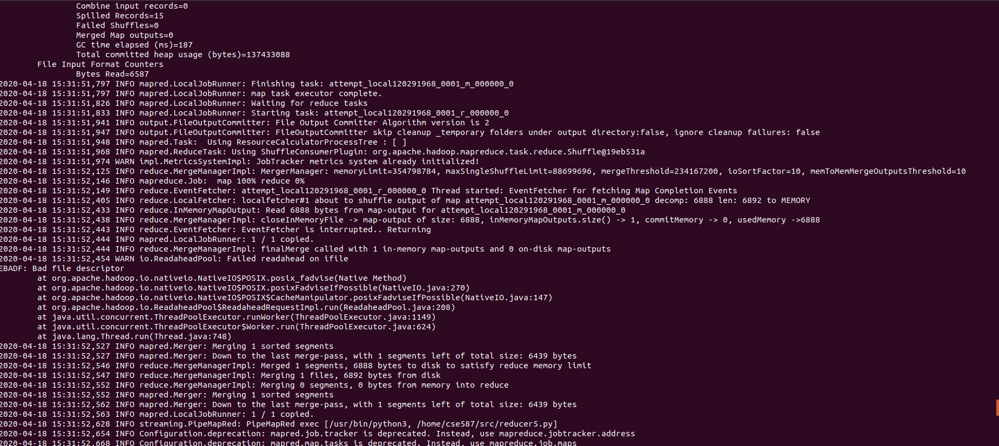 Combine input records=0
Spilled Records=15
Failed Shuffles=0
Merged Map outputs=0
GC time elapsed (ms)=187
Total committed heap usage (bytes)=137433088
File Input Format Counters
Bytes Read=6587
2020-04-18 15:31:51,797 INFO mapred.LocalJobRunner: Finishing task: attempt_local120291968_0001_m_000000_0
2020-04-18 15:31:51,797 INFO mapred.LocalJobRunner: map task executor complete.
2020-04-18 15:31:51,826 INFO mapred.LocalJobRunner: Waiting for reduce tasks
2020-04-18 15:31:51,833 INFO mapred.LocalJobRunner: Starting task: attempt_local120291968_0001_r_000000_0
2020-04-18 15:31:51,941 INFO output.FileOutputCommitter: File Output Committer Algorithm version is 2
2020-04-18 15:31:51,947 INFO output.FileOutputCommitter: FileOutputCommitter skip cleanup _temporary folders under output directory:false, ignore cleanup failures: false
2020-04-18 15:31:51,948 INFO mapred.Task:  Using ResourceCalculatorProcessTree : [ ]
2020-04-18 15:31:51,968 INFO mapred.ReduceTask: Using ShuffleConsumerPlugin: org.apache.hadoop.mapreduce.task.reduce.Shuffle@19eb531a
2020-04-18 15:31:51,974 WARN impl.MetricsSystemImpl: JobTracker metrics system already initialized!
2020-04-18 15:31:52,125 INFO reduce.MergeManagerImpl: MergerManager: memoryLimit=354798784, maxSingleShuffleLimit=88699696, mergeThreshold=234167200, ioSortFactor=10, memToMemMergeOutputsThreshold=10
2020-04-18 15:31:52,146 INFO mapreduce.Job:  map 100% reduce 0%
2020-04-18 15:31:52,149 INFO reduce.EventFetcher: attempt_local120291968_0001_r_000000_0 Thread started: EventFetcher for fetching Map Completion Events
2020-04-18 15:31:52,405 INFO reduce.LocalFetcher: localfetcher#1 about to shuffle output of map attempt_local120291968_0001_m_000000_0 decomp: 6888 len: 6892 to MEMORY
2020-04-18 15:31:52,433 INFO reduce.InMemoryMapOutput: Read 6888 bytes from map-output for attempt_local120291968_0001_m_000000_0
2020-04-18 15:31:52,438 INFO reduce.MergeManagerImpl: closeInMemoryFile -> map-output of size: 6888, inMemoryMapOutputs.size() -> 1, commitMemory -> 0, usedMemory ->6888
2020-04-18 15:31:52,443 INFO reduce.EventFetcher: EventFetcher is interrupted.. Returning
2020-04-18 15:31:52,444 INFO mapred.LocalJobRunner: 1 / 1 copied.
2020-04-18 15:31:52,444 INFO reduce.MergeManagerImpl: finalMerge called with 1 in-memory map-outputs and 0 on-disk map-outputs
2020-04-18 15:31:52,454 WARN io.ReadaheadPool: Failed readahead on ifile
EBADF: Bad file descriptor
at org.apache.hadoop.io.nativeio.NativeIO$POSIX.posix_fadvise(Native Method)
at org.apache.hadoop.io.nativeio.NativeIO$POSIX.posixFadviseIfPossible(NativeIO.java:270)
at org.apache.hadoop.io.nativeio.NativeIO$POSIX$CacheManipulator.posixFadviseIfPossible(NativeIO.java:147)
at org.apache.hadoop.io.ReadaheadPool$ReadaheadRequestImpl.run(ReadaheadPool.java:208)
at java.util.concurrent.ThreadPoolExecutor.runWorker(ThreadPoolExecutor.java:1149)
at java.util.concurrent.ThreadPoolExecutor$Worker.run(ThreadPoolExecutor.java:624)
at java.lang.Thread.run(Thread.java:748)
2020-04-18 15:31:52,527 INFO mapred.Merger: Merging 1 sorted segments
2020-04-18 15:31:52,527 INFO mapred.Merger: Down to the last merge-pass, with 1 segments left of total size: 6439 bytes
2020-04-18 15:31:52,546 INFO reduce.MergeManagerImpl: Merged 1 segments, 6888 bytes to disk to satisfy reduce memory limit
2020-04-18 15:31:52,547 INFO reduce.MergeManagerImpl: Merging 1 files, 6892 bytes from disk
2020-04-18 15:31:52,552 INFO reduce.MergeManagerImpl: Merging 0 segments, 0 bytes from memory into reduce
2020-04-18 15:31:52,552 INFO mapred.Merger: Merging 1 sorted segments
2020-04-18 15:31:52,562 INFO mapred.Merger: Down to the last merge-pass, with 1 segments left of total size: 6439 bytes
2020-04-18 15:31:52,563 INFO mapred.LocalJobRunner: 1 / 1 copied.
2020-04-18 15:31:52,628 INFO streaming.PipeMapRed: PipeMapRed exec [/usr/bin/python3, /home/cse587/src/reducer5.py]
2020-04-18 15:31:52,654 INFO Configuration.deprecation: mapred.job.tracker is deprecated. Instead, use mapreduce.jobtracker.address
2020-04-18 15:31:52,668 INFO Configuration.deprecation: mapred.map.tasks is deprecated. Instead, use mapreduce.job.maps